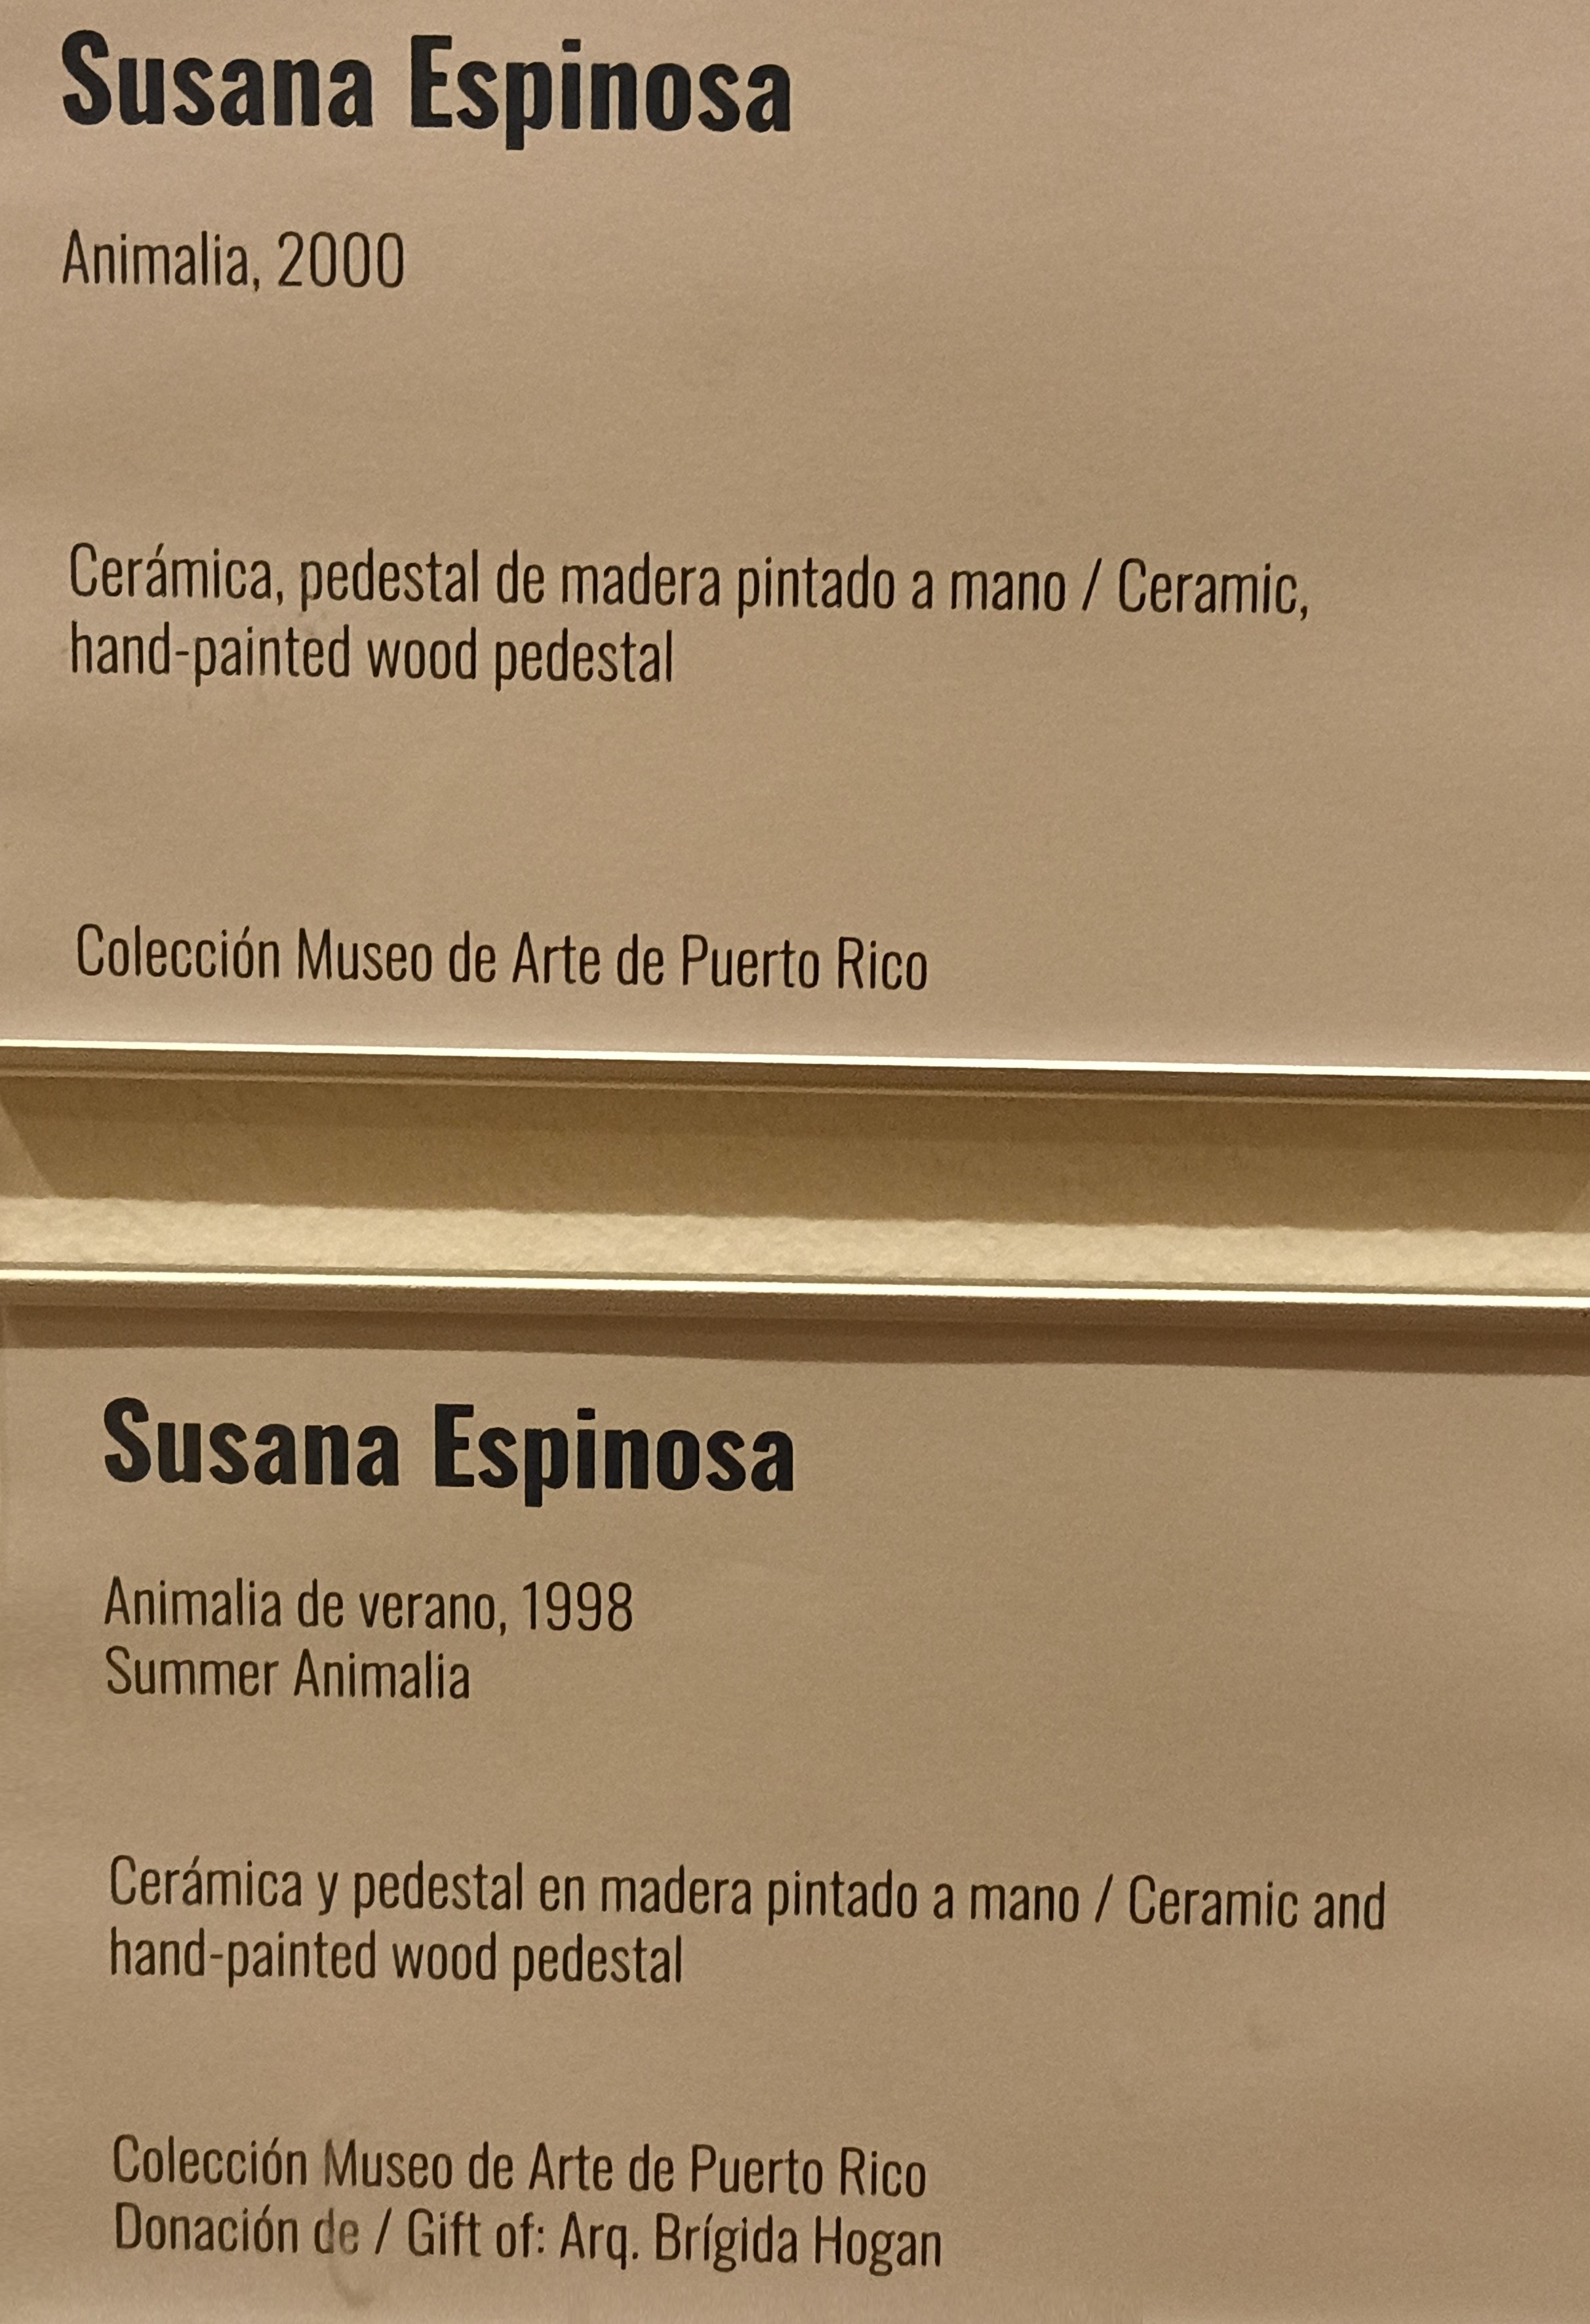 Susana Espinosa
Animalia, 2000
Cerámica, pedestal de madera pintado a mano / Ceramic,
hand-painted wood pedestal
Colección Museo de Arte de Puerto Rico
Susana Espinosa
Animalia de verano, 1998
Summer Animalia
Cerámica y pedestal en madera pintado a mano / Ceramic and
hand-painted wood pedestal
Colección Museo de Arte de Puerto Rico
Donación de / Gift of: Arq. Brígida Hogan